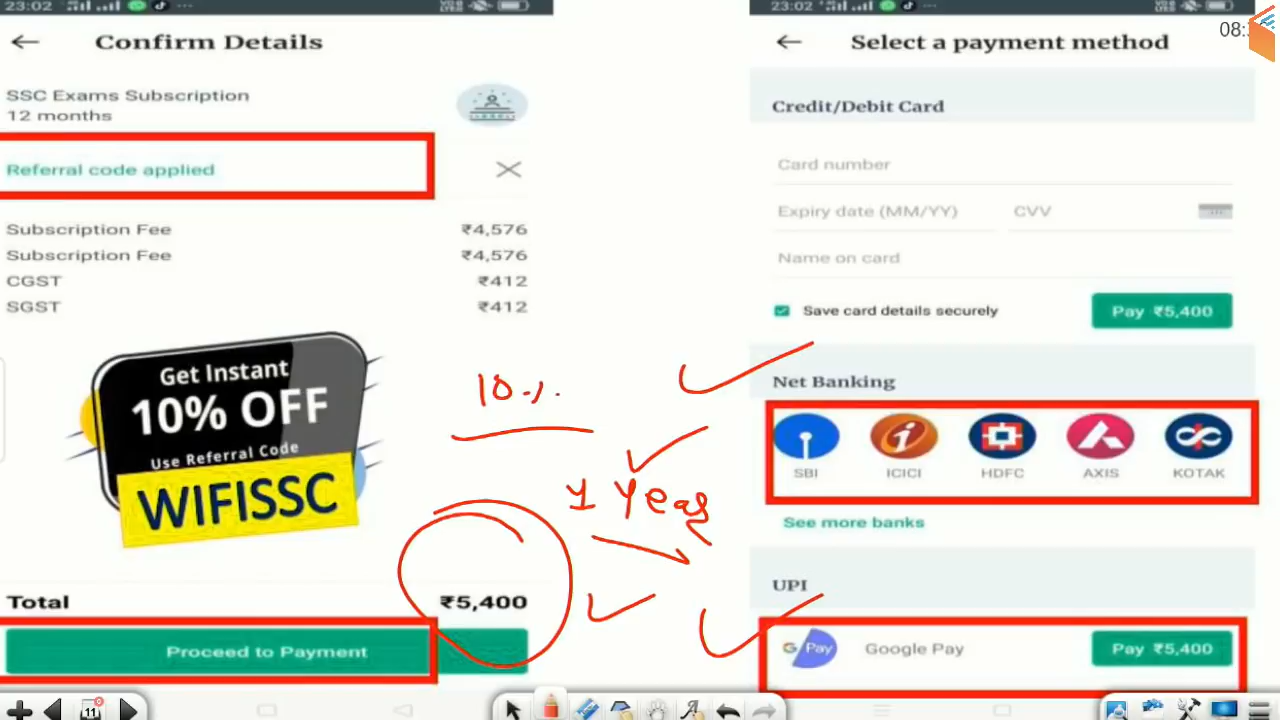 23:02
Confirm Details
SSC Exams Subscription
12 months
Referral code applied
Subscription Fee ₹4,576
Subscription Fee ₹4,576
CGST ₹412
SGST ₹412
Get Instant
10% OFF
Use Referral Code
WIFISSC
10%
1 Year
Total ₹5,400
Proceed to Payment
23:02
08:
Select a payment method
Credit/Debit Card
Card number
Expiry date (MM/YY) CVV
Name on card
Save card details securely Pay ₹5,400
Net Banking
SBI ICICI HDFC AXIS KOTAK
See more banks
UPI
G Pay Google Pay Pay ₹5,400
11